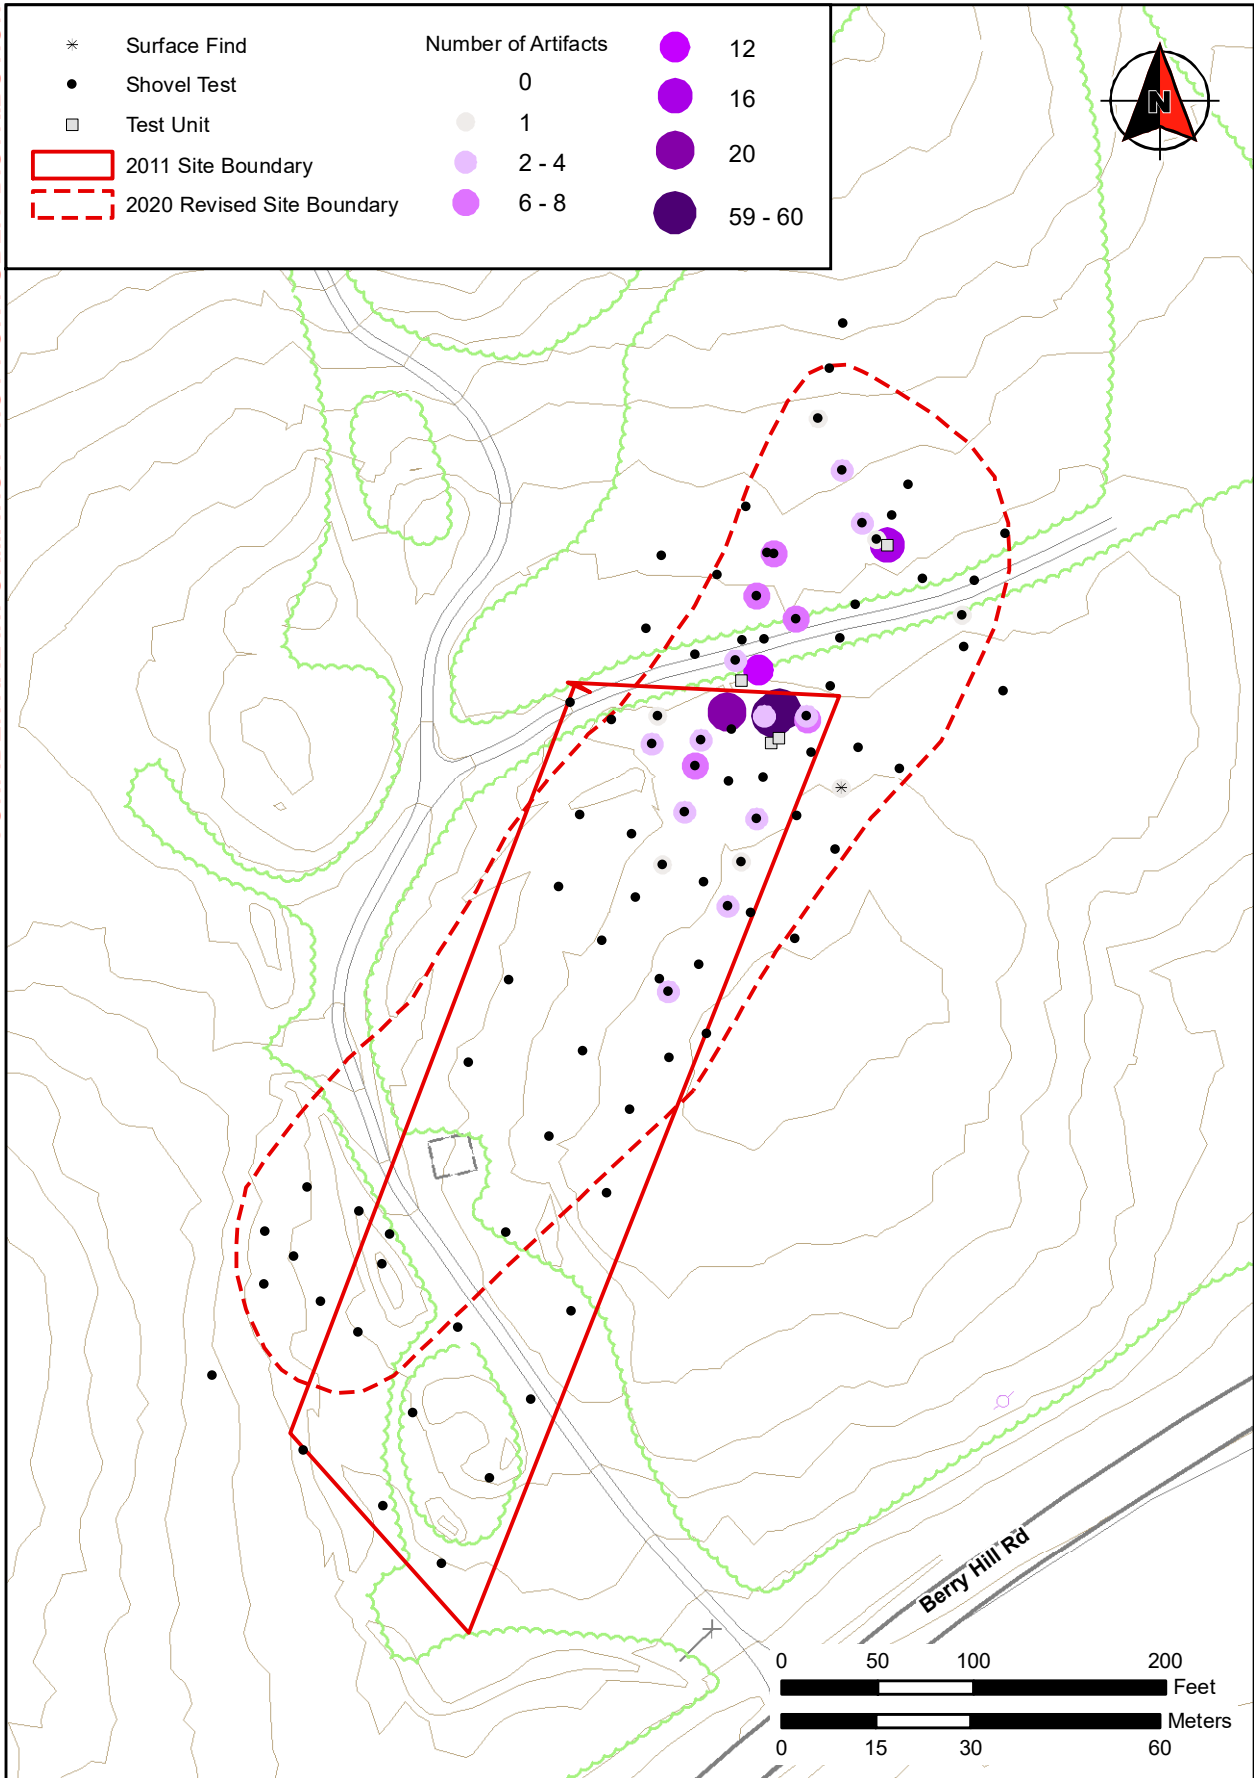 Surface Find
Shovel Test
Test Unit
2011 Site Boundary
2020 Revised Site Boundary
Number of Artifacts
0
1
2 - 4
6 - 8
12
16
20
59 - 60
N
Berry Hill Rd
0 50 100 200
Feet
Meters
0 15 30 60